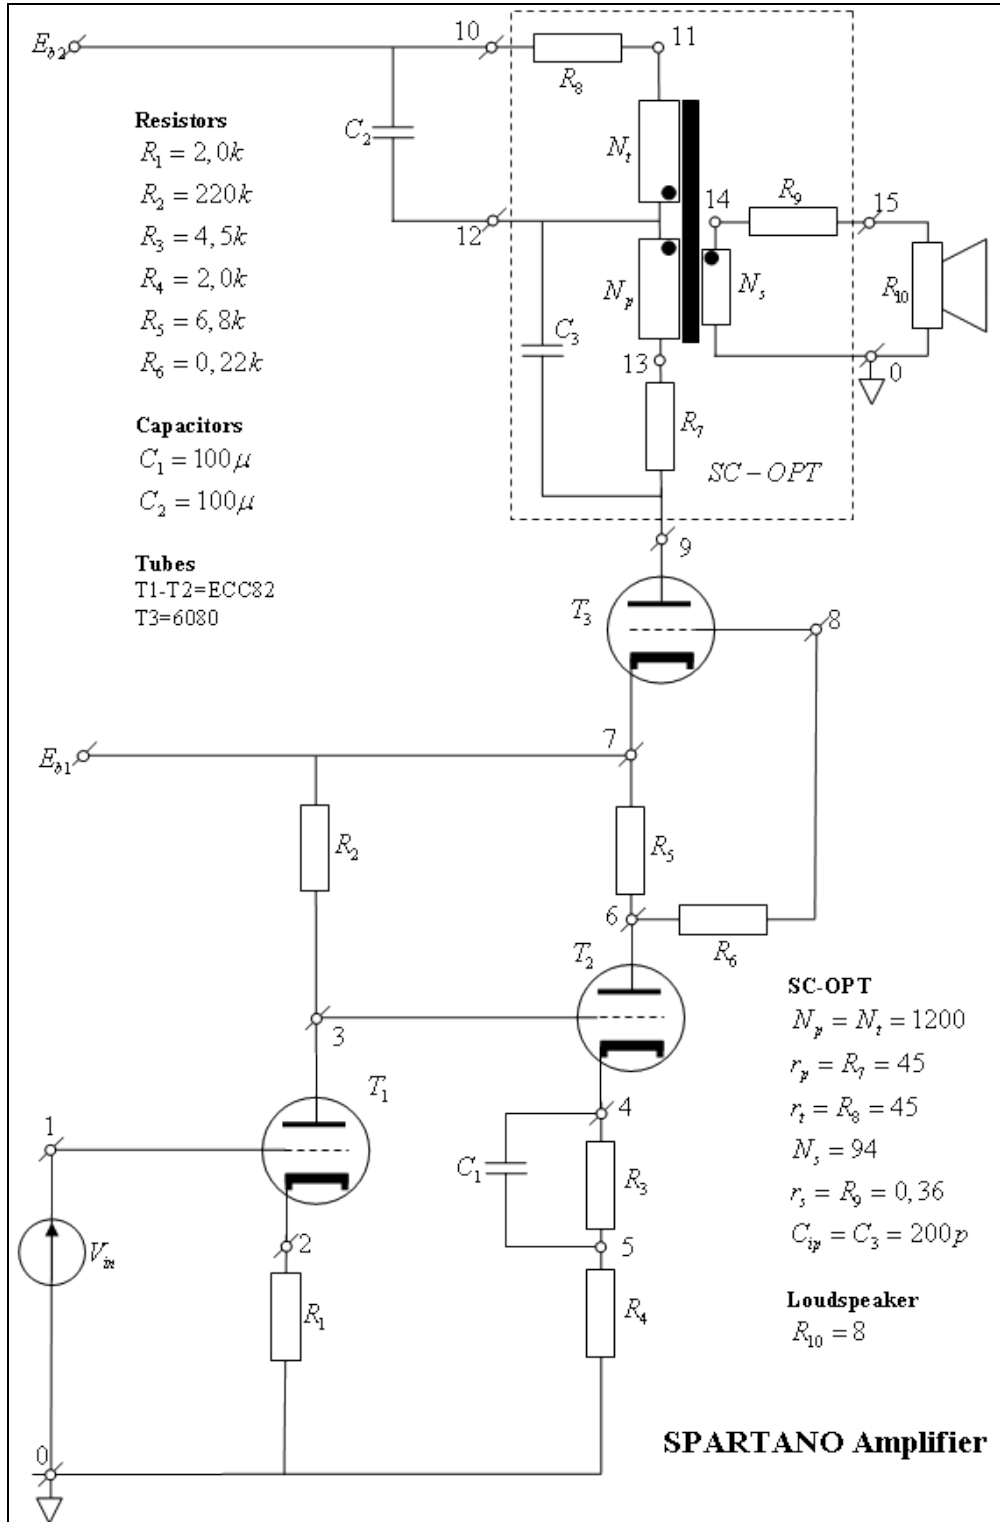 E_b2
10
11
R_8
C_2
N_t
12
14
R_9
15
N_p
N_s
R_10
C_3
13
0
R_7
SC-OPT
9
Resistors
R_1 = 2,0k
R_2 = 220k
R_3 = 4,5k
R_4 = 2,0k
R_5 = 6,8k
R_6 = 0,22k
Capacitors
C_1 = 100μ
C_2 = 100μ
Tubes
T1-T2=ECC82
T3=6080
T_3
8
E_b1
7
R_2
R_5
6
R_6
T_2
3
T_1
4
1
C_1
R_3
2
5
V_in
R_1
R_4
0
SC-OPT
N_p = N_t = 1200
r_p = R_7 = 45
r_t = R_8 = 45
N_s = 94
r_s = R_9 = 0,36
C_ip = C_3 = 200p
Loudspeaker
R_10 = 8
SPARTANO Amplifier